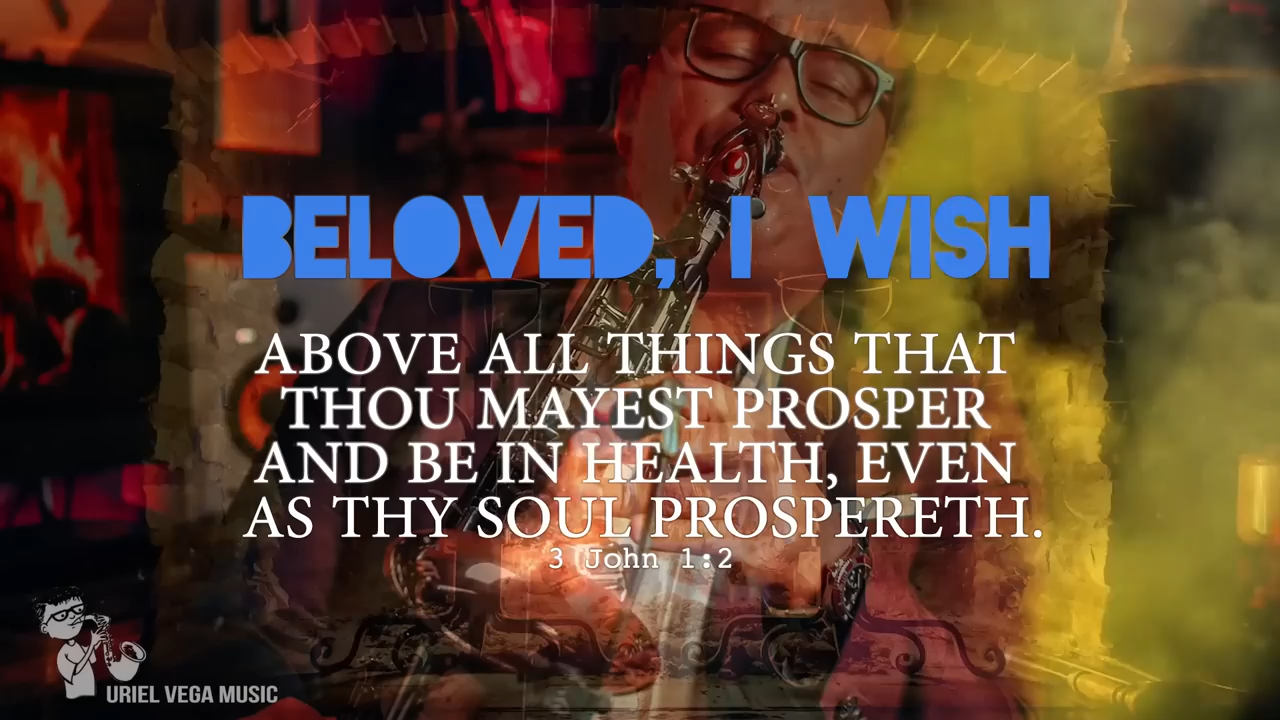 BELOVED, I WISH
ABOVE ALL THINGS THAT
THOU MAYEST PROSPER
AND BE IN HEALTH, EVEN
AS THY SOUL PROSPERETH.
3 John 1:2
URIEL VEGA MUSIC